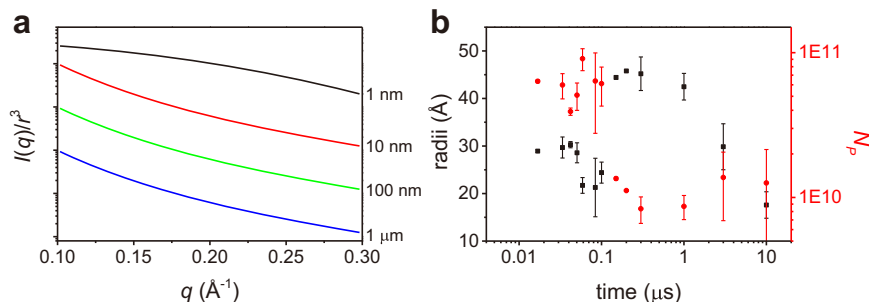 a
I(q)/r³
1 nm
10 nm
100 nm
1 μm
0.10 0.15 0.20 0.25 0.30
q (Å⁻¹)
b
radii (Å)
50
40
30
20
10
1E11
1E10
N_P
0.01 0.1 1 10
time (μs)